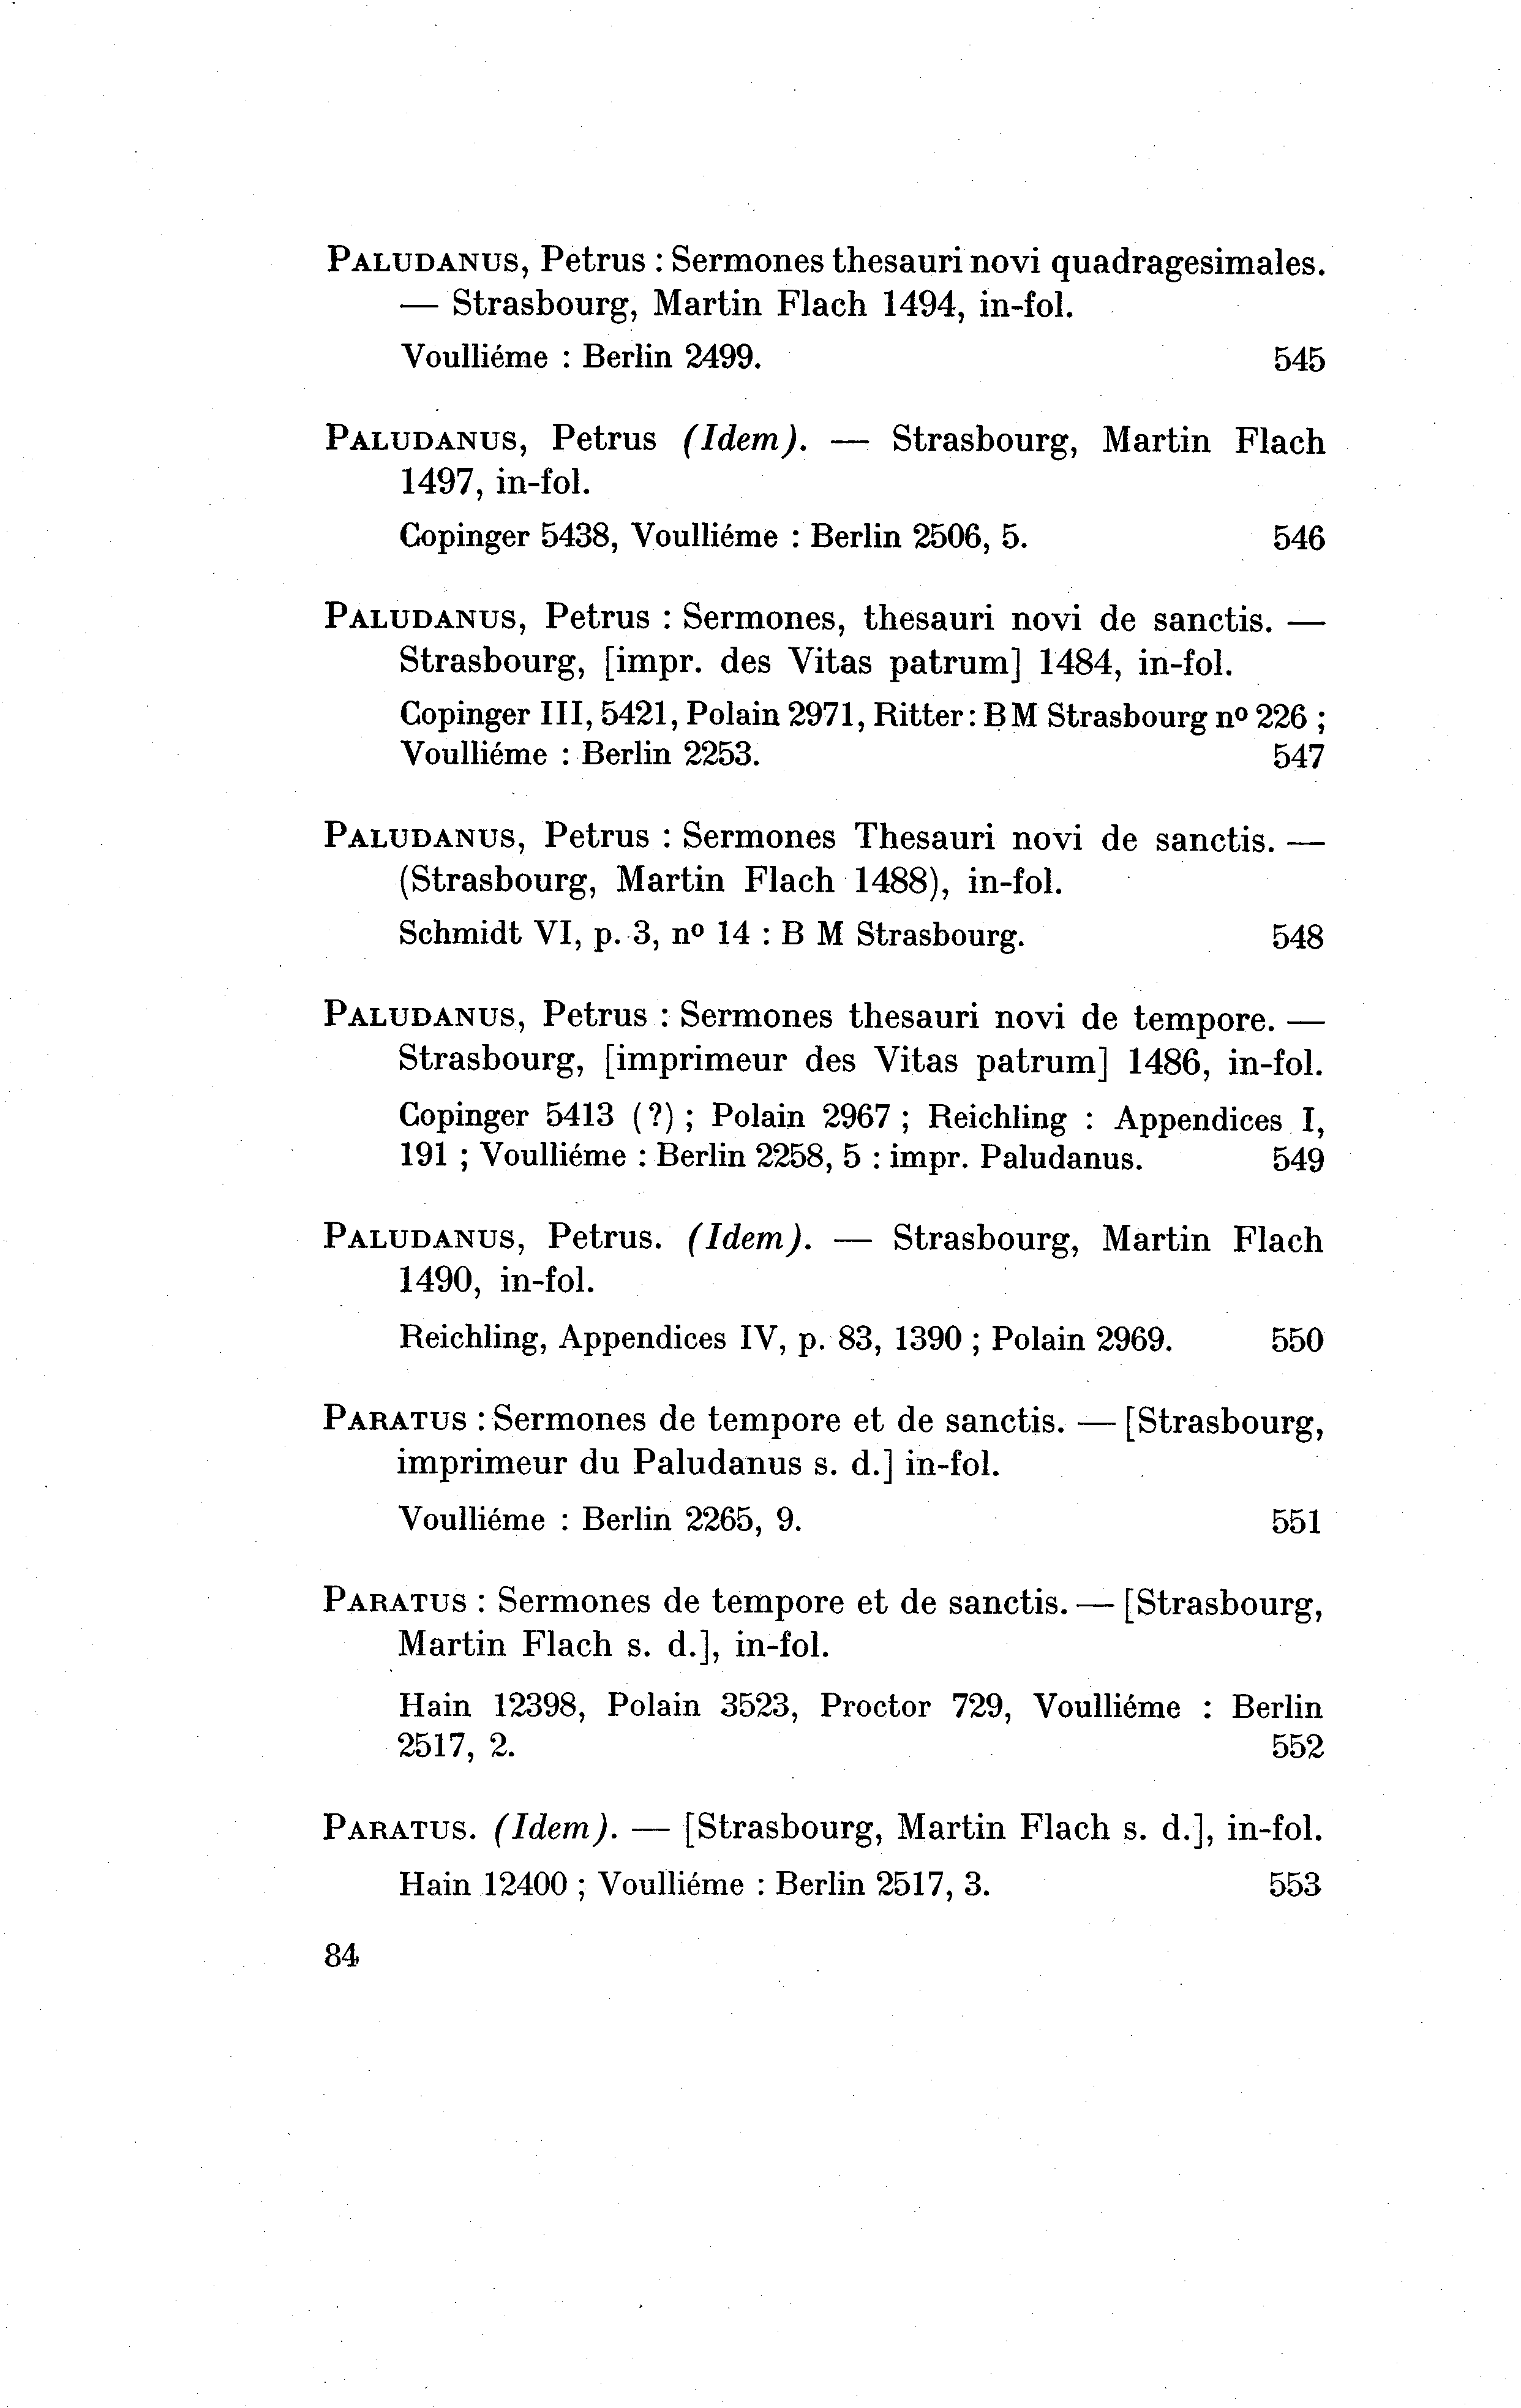 PALUDANUS, Petrus : Sermones thesauri novi quadragesimales.
— Strasbourg, Martin Flach 1494, in-fol.
Voulliéme : Berlin 2499. 545
PALUDANUS, Petrus (Idem). — Strasbourg, Martin Flach
1497, in-fol.
Copinger 5438, Voulliéme : Berlin 2506, 5. 546
PALUDANUS, Petrus : Sermones, thesauri novi de sanctis. —
Strasbourg, [impr. des Vitas patrum] 1484, in-fol.
Copinger III, 5421, Polain 2971, Ritter : B M Strasbourg nº 226 ;
Voulliéme : Berlin 2253. 547
PALUDANUS, Petrus : Sermones Thesauri novi de sanctis. —
(Strasbourg, Martin Flach 1488), in-fol.
Schmidt VI, p. 3, nº 14 : B M Strasbourg. 548
PALUDANUS, Petrus : Sermones thesauri novi de tempore. —
Strasbourg, [imprimeur des Vitas patrum] 1486, in-fol.
Copinger 5413 (?) ; Polain 2967 ; Reichling : Appendices I,
191 ; Voulliéme : Berlin 2258, 5 : impr. Paludanus. 549
PALUDANUS, Petrus. (Idem). — Strasbourg, Martin Flach
1490, in-fol.
Reichling, Appendices IV, p. 83, 1390 ; Polain 2969. 550
PARATUS : Sermones de tempore et de sanctis. — [Strasbourg,
imprimeur du Paludanus s. d.] in-fol.
Voulliéme : Berlin 2265, 9. 551
PARATUS : Sermones de tempore et de sanctis. — [Strasbourg,
Martin Flach s. d.], in-fol.
Hain 12398, Polain 3523, Proctor 729, Voulliéme : Berlin
2517, 2. 552
PARATUS. (Idem). — [Strasbourg, Martin Flach s. d.], in-fol.
Hain 12400 ; Voulliéme : Berlin 2517, 3. 553
84